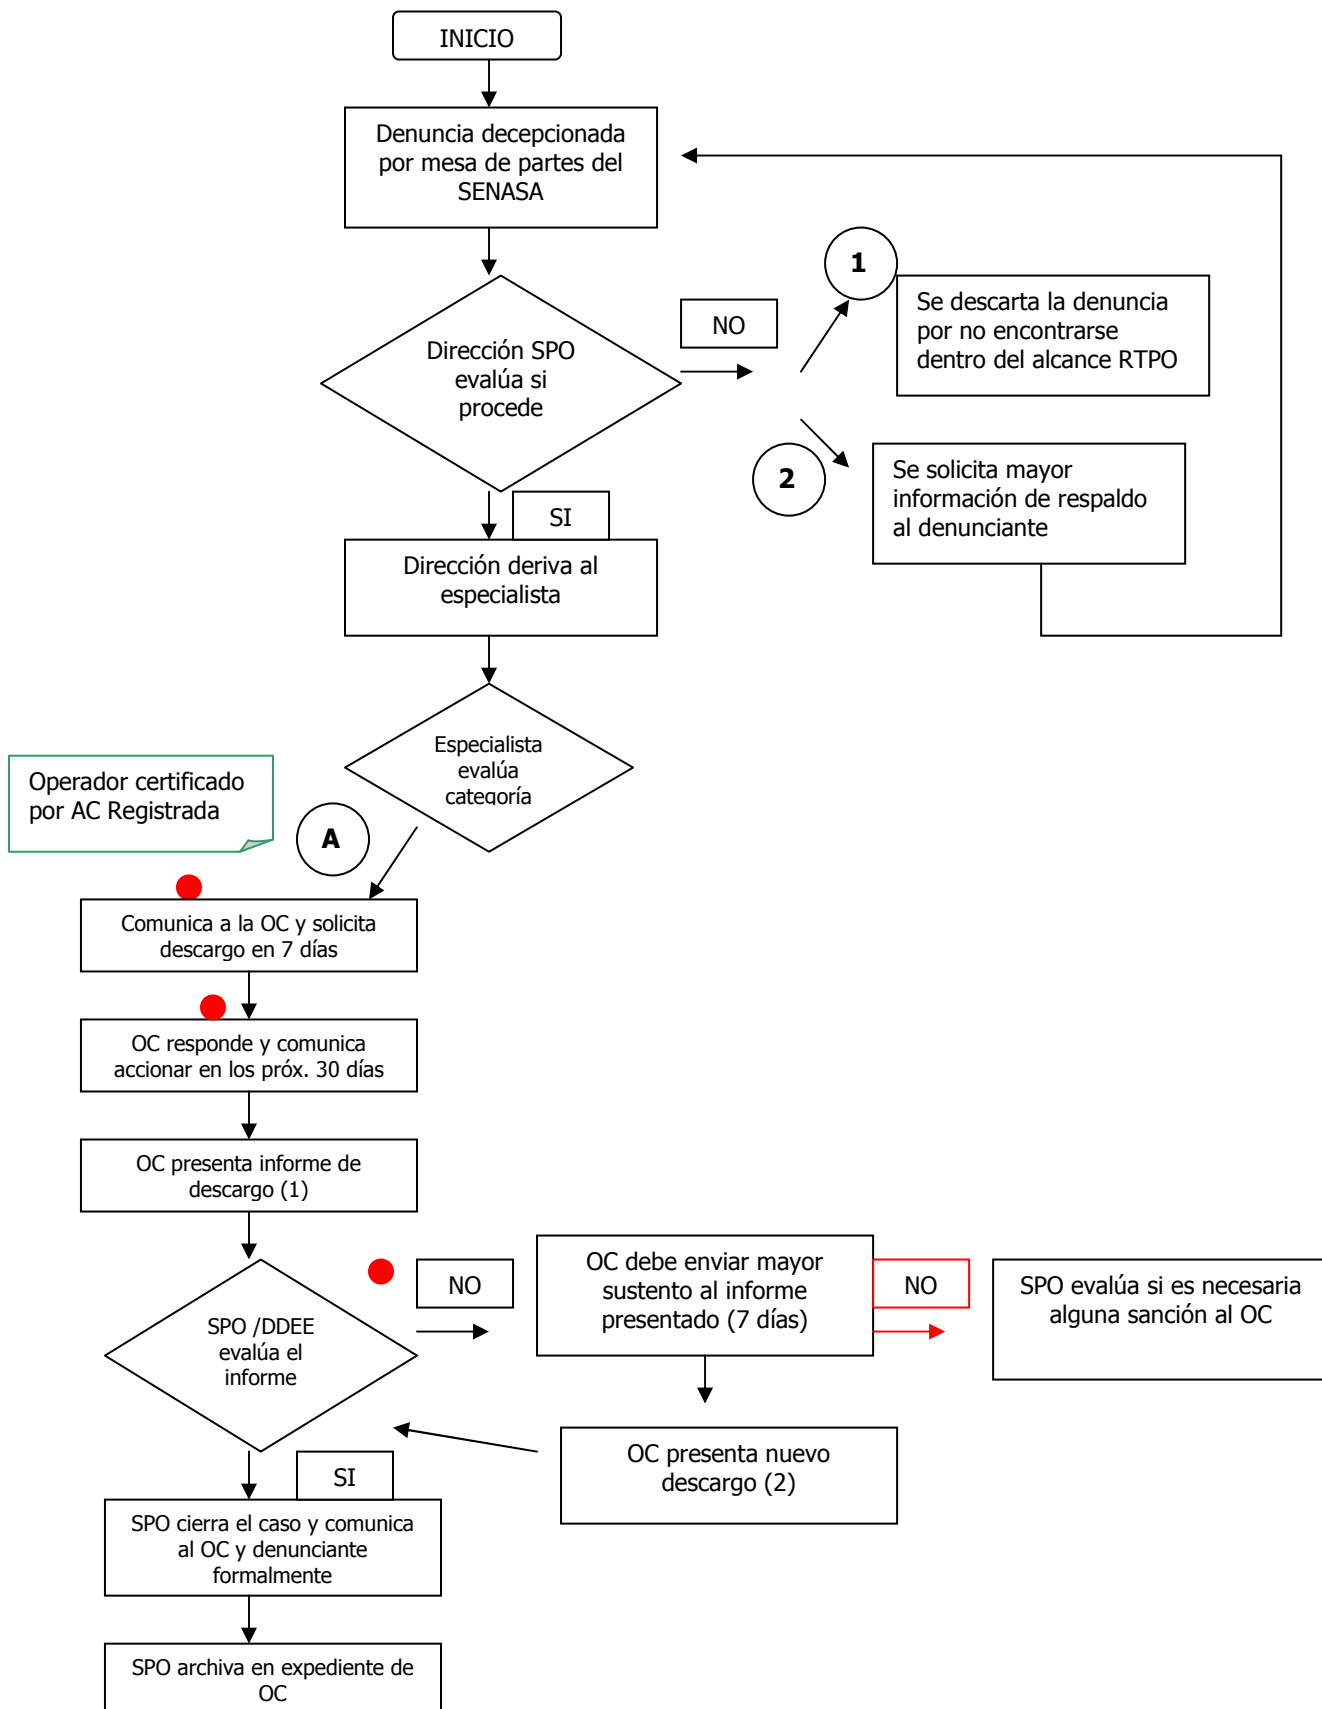 INICIO
Denuncia decepcionada
por mesa de partes del
SENASA
1
NO
Se descarta la denuncia
por no encontrarse
dentro del alcance RTPO
Dirección SPO
evalúa si
procede
2
Se solicita mayor
información de respaldo
al denunciante
SI
Dirección deriva al
especialista
Especialista
evalúa
categoría
Operador certificado
por AC Registrada
A
Comunica a la OC y solicita
descargo en 7 días
OC responde y comunica
accionar en los próx. 30 días
OC presenta informe de
descargo (1)
SPO /DDEE
evalúa el
informe
NO
OC debe enviar mayor
sustento al informe
presentado (7 días)
NO
SPO evalúa si es necesaria
alguna sanción al OC
OC presenta nuevo
descargo (2)
SI
SPO cierra el caso y comunica
al OC y denunciante
formalmente
SPO archiva en expediente de
OC